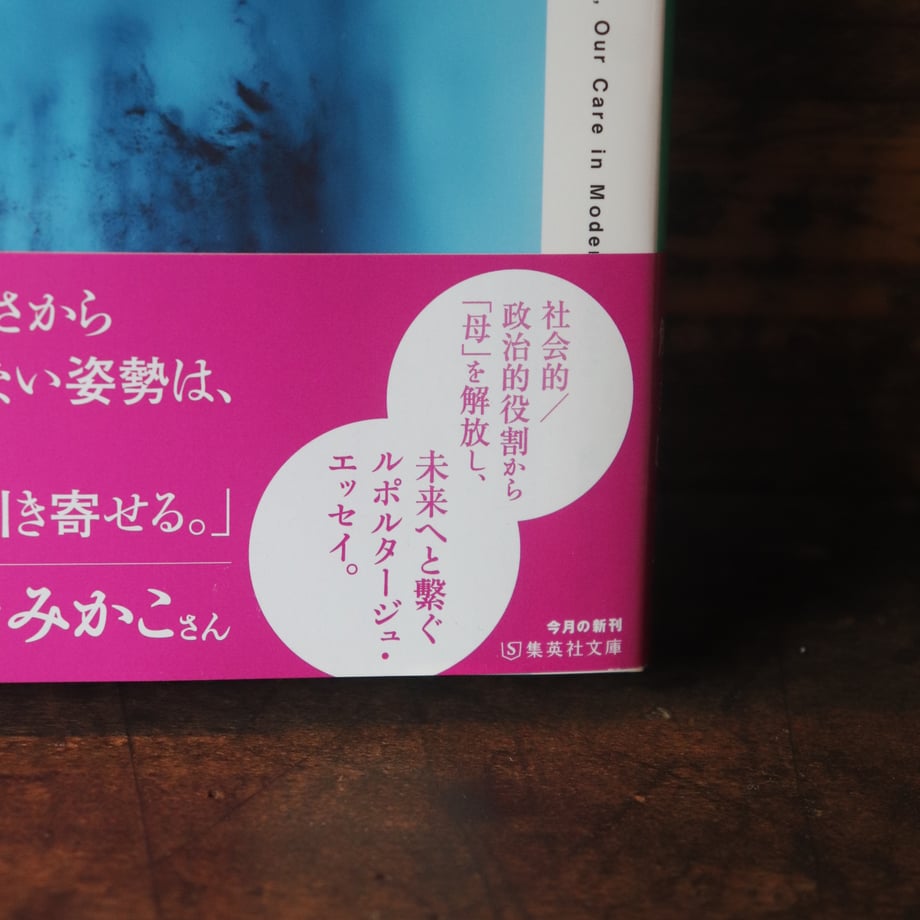 , Our Care in Moder
さから
ない姿勢は、
引き寄せる。」
みかこさん
社会的／
政治的役割から
「母」を解放し、
未来へと繫ぐ
ルポルタージュ・
エッセイ。
今月の新刊
S集英社文庫